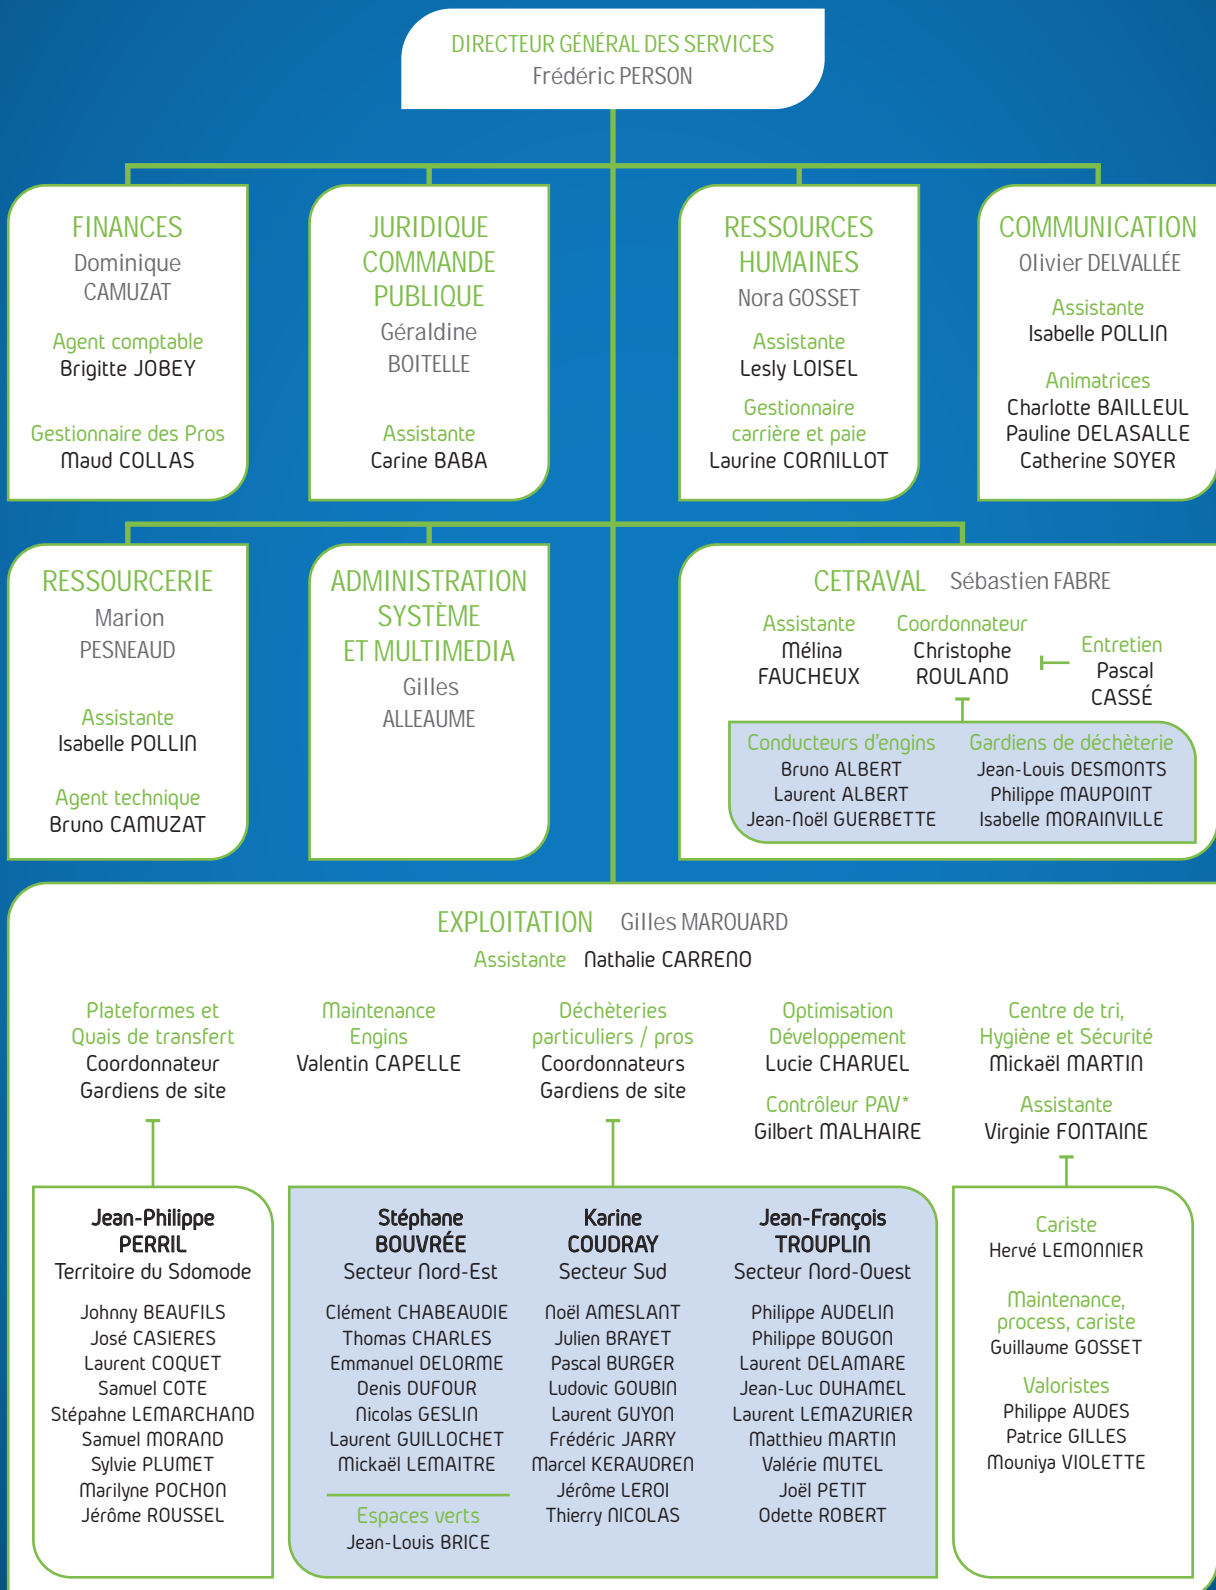 DIRECTEUR GÉNÉRAL DES SERVICES
Frédéric PERSON
FINANCES
Dominique
CAMUZAT
Agent comptable
Brigitte JOBEY
Gestionnaire des Pros
Maud COLLAS
JURIDIQUE
COMMANDE
PUBLIQUE
Géraldine
BOITELLE
Assistante
Carine BABA
RESSOURCES
HUMAINES
Nora GOSSET
Assistante
Lesly LOISEL
Gestionnaire
carrière et paie
Laurine CORNILLOT
COMMUNICATION
Olivier DELVALLÉE
Assistante
Isabelle POLLIN
Animatrices
Charlotte BAILLEUL
Pauline DELASALLE
Catherine SOYER
RESSOURCERIE
Marion
PESNEAUD
Assistante
Isabelle POLLIN
Agent technique
Bruno CAMUZAT
ADMINISTRATION
SYSTÈME
ET MULTIMEDIA
Gilles
ALLEAUME
CETRAVAL Sébastien FABRE
Assistante
Mélina
FAUCHEUX
Coordonnateur
Christophe
ROULAND
Entretien
Pascal
CASSÉ
Conducteurs d'engins
Bruno ALBERT
Laurent ALBERT
Jean-Noël GUERBETTE
Gardiens de déchèterie
Jean-Louis DESMONTS
Philippe MAUPOINT
Isabelle MORAINVILLE
EXPLOITATION Gilles MAROUARD
Assistante Nathalie CARRENO
Plateformes et
Quais de transfert
Coordonnateur
Gardiens de site
Maintenance
Engins
Valentin CAPELLE
Déchèteries
particuliers / pros
Coordonnateurs
Gardiens de site
Optimisation
Développement
Lucie CHARUEL
Contrôleur PAV*
Gilbert MALHAIRE
Centre de tri,
Hygiène et Sécurité
Mickaël MARTIN
Assistante
Virginie FONTAINE
Jean-Philippe
PERRIL
Territoire du Sdomode
Johnny BEAUFILS
José CASIERES
Laurent COQUET
Samuel COTE
Stépahne LEMARCHAND
Samuel MORAND
Sylvie PLUMET
Marilyne POCHON
Jérôme ROUSSEL
Stéphane
BOUVRÉE
Secteur Nord-Est
Clément CHABEAUDIE
Thomas CHARLES
Emmanuel DELORME
Denis DUFOUR
Nicolas GESLIN
Laurent GUILLOCHET
Mickaël LEMAITRE
Espaces verts
Jean-Louis BRICE
Karine
COUDRAY
Secteur Sud
Noël AMESLANT
Julien BRAYET
Pascal BURGER
Ludovic GOUBIN
Laurent GUYON
Frédéric JARRY
Marcel KERAUDREN
Jérôme LEROI
Thierry NICOLAS
Jean-François
TROUPLIN
Secteur Nord-Ouest
Philippe AUDELIN
Philippe BOUGON
Laurent DELAMARE
Jean-Luc DUHAMEL
Laurent LEMAZURIER
Matthieu MARTIN
Valérie MUTEL
Joël PETIT
Odette ROBERT
Cariste
Hervé LEMONNIER
Maintenance,
process, cariste
Guillaume GOSSET
Valoristes
Philippe AUDES
Patrice GILLES
Mouniya VIOLETTE